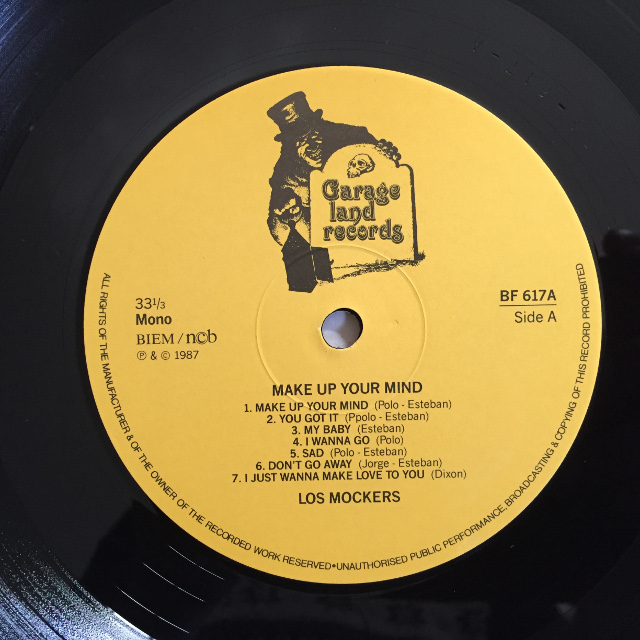 Garage
land
records
33 1/3
Mono
BIEM / ncb
℗ & © 1987
BF 617A
Side A
MAKE UP YOUR MIND
1. MAKE UP YOUR MIND (Polo - Esteban)
2. YOU GOT IT (Ppolo - Esteban)
3. MY BABY (Esteban)
4. I WANNA GO (Polo)
5. SAD (Polo - Esteban)
6. DON'T GO AWAY (Jorge - Esteban)
7. I JUST WANNA MAKE LOVE TO YOU (Dixon)
LOS MOCKERS
ALL RIGHTS OF THE MANUFACTURER & OF THE OWNER OF THE RECORDED WORK RESERVED•UNAUTHORISED PUBLIC PERFORMANCE, BROADCASTING & COPYING OF THIS RECORD PROHIBITED